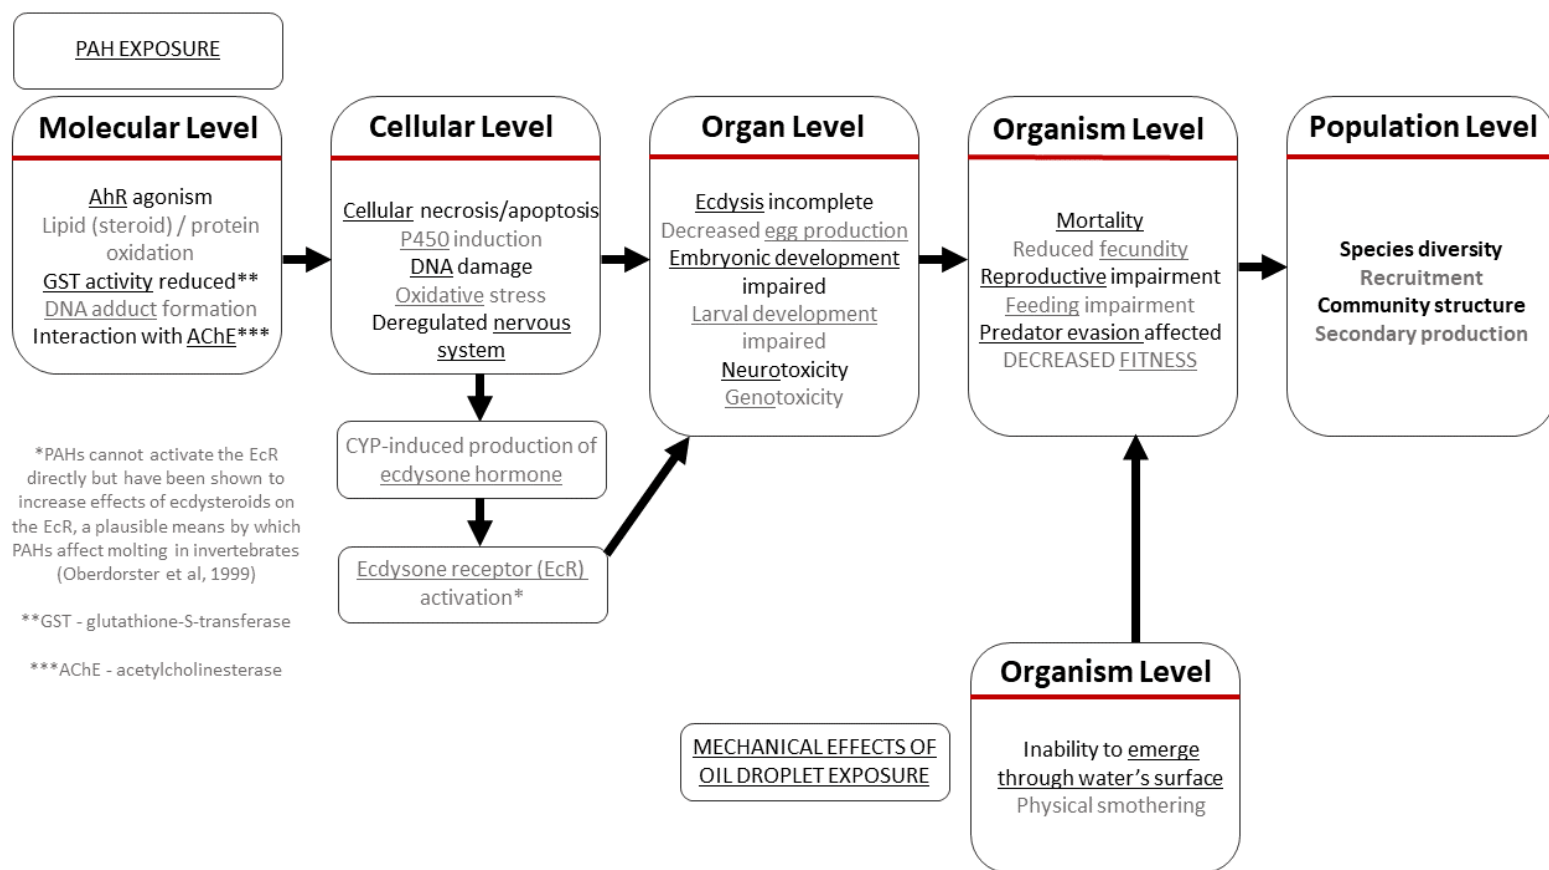 PAH EXPOSURE
Molecular Level
AhR agonism
Lipid (steroid) / protein
oxidation
GST activity reduced**
DNA adduct formation
Interaction with AChE***
Cellular Level
Cellular necrosis/apoptosis
P450 induction
DNA damage
Oxidative stress
Deregulated nervous
system
CYP-induced production of
ecdysone hormone
Ecdysone receptor (EcR)
activation*
Organ Level
Ecdysis incomplete
Decreased egg production
Embryonic development
impaired
Larval development
impaired
Neurotoxicity
Genotoxicity
Organism Level
Mortality
Reduced fecundity
Reproductive impairment
Feeding impairment
Predator evasion affected
DECREASED FITNESS
Population Level
Species diversity
Recruitment
Community structure
Secondary production
*PAHs cannot activate the EcR
directly but have been shown to
increase effects of ecdysteroids on
the EcR, a plausible means by which
PAHs affect molting in invertebrates
(Oberdorster et al, 1999)
**GST - glutathione-S-transferase
***AChE - acetylcholinesterase
MECHANICAL EFFECTS OF
OIL DROPLET EXPOSURE
Organism Level
Inability to emerge
through water's surface
Physical smothering